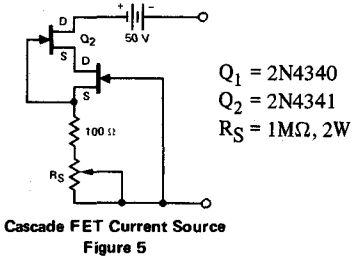 + -
D
50 V
Q2
S
D
S
100 Ω
RS
Q1 = 2N4340
Q2 = 2N4341
RS = 1MΩ, 2W
Cascade FET Current Source
Figure 5